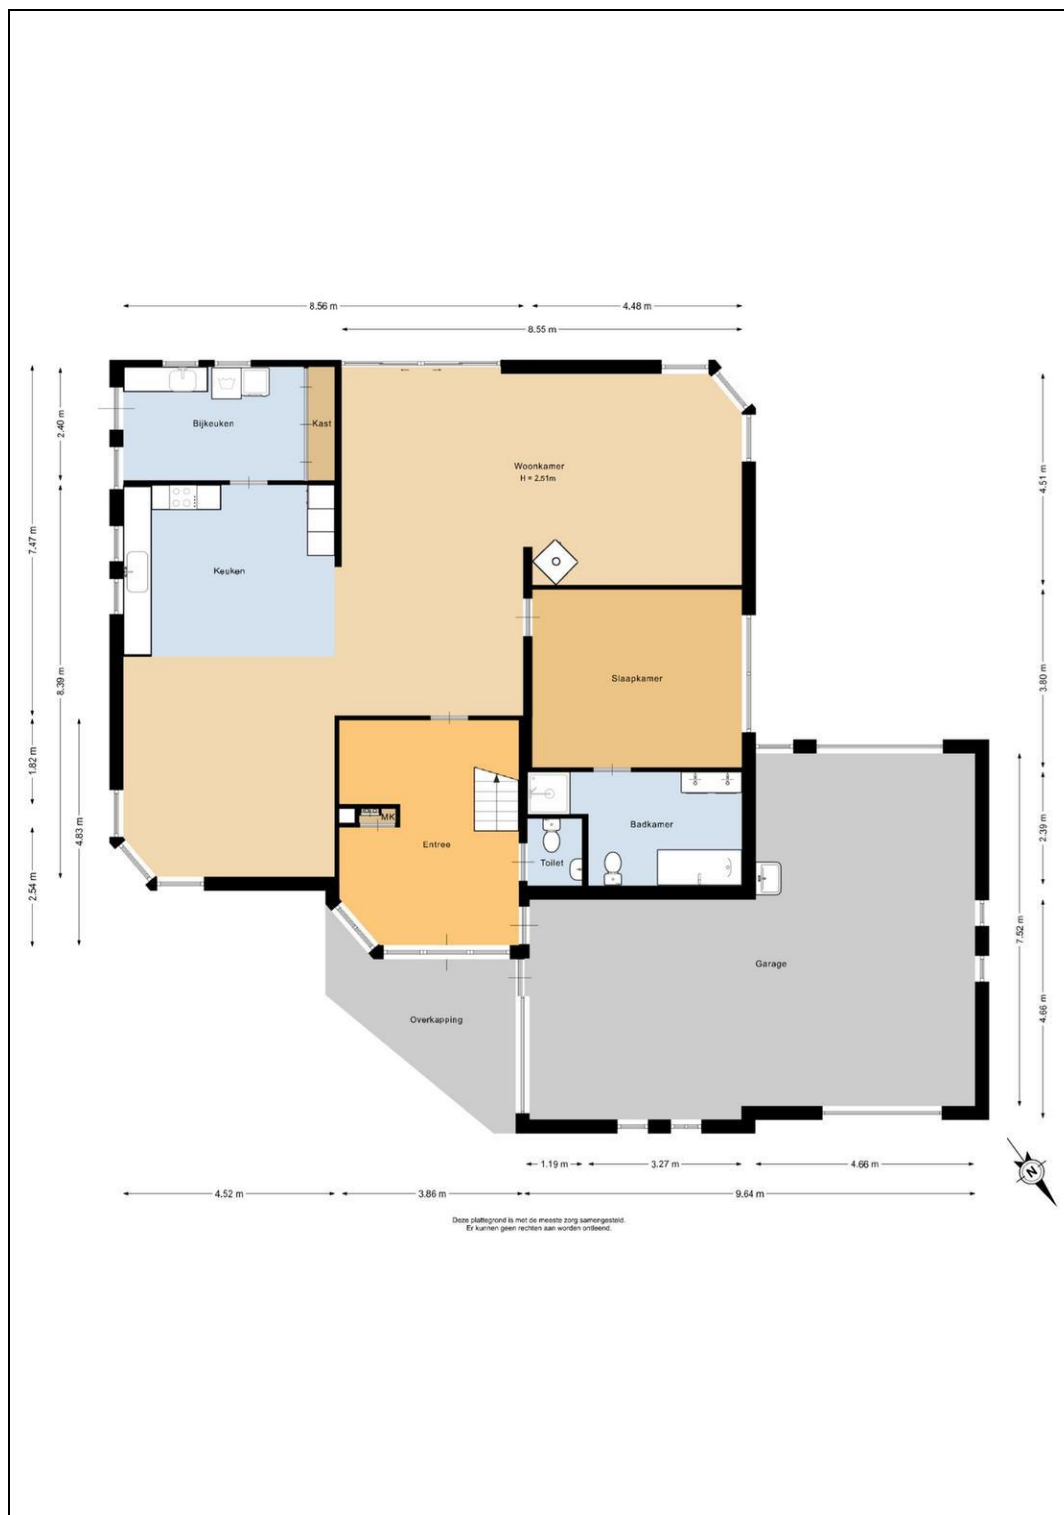 8.56 m
4.48 m
8.55 m
Bijkeuken
Kast
2.40 m
Woonkamer
H = 2.51m
4.51 m
7.47 m
Keuken
8.39 m
Slaapkamer
3.80 m
1.82 m
4.83 m
MK
Entree
Badkamer
Toilet
2.39 m
2.54 m
7.52 m
Garage
4.66 m
Overkapping
1.19 m
3.27 m
4.66 m
4.52 m
3.86 m
9.64 m
N
Deze plattegrond is met de meeste zorg samengesteld.
Er kunnen geen rechten aan worden ontleend.